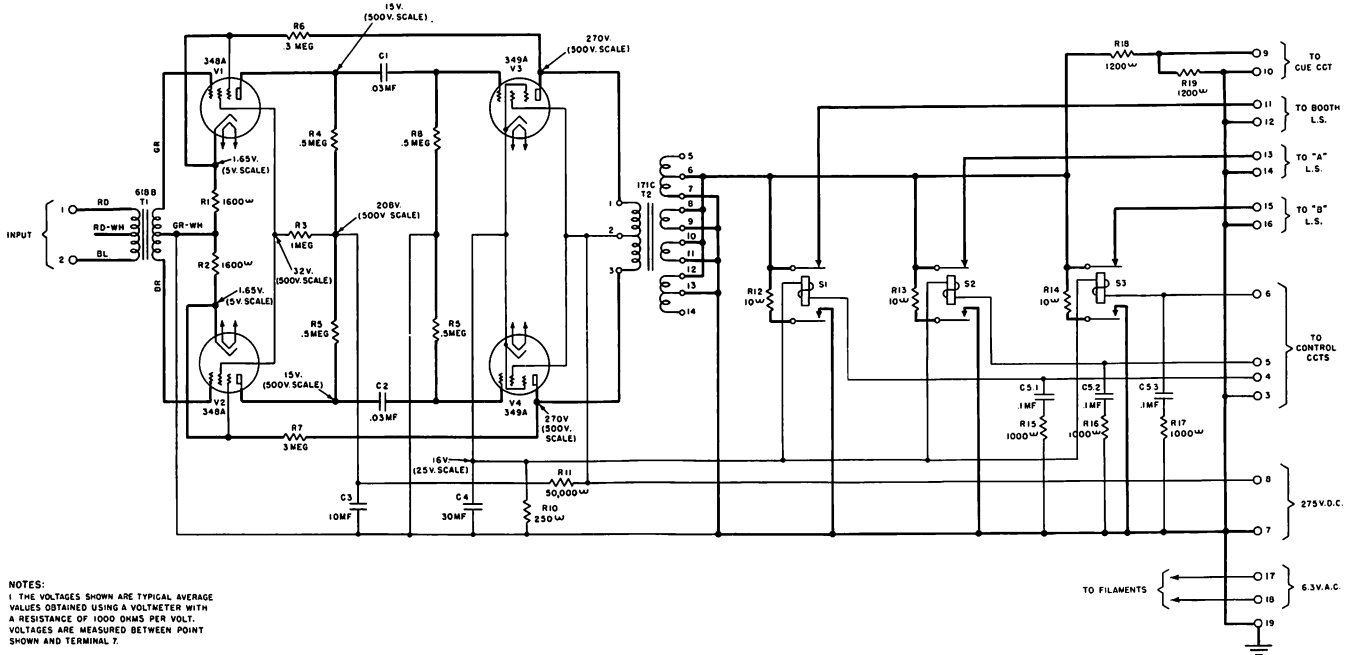 15V.
(500V. SCALE)
R6
.3 MEG
270V.
(500V. SCALE)
348A
V1
C1
.03MF
349A
V3
R18
1200ω
R19
1200ω
9
10
TO
CUE CCT
11
12
TO BOOTH
L.S.
13
14
TO "A"
L.S.
15
16
TO "B"
L.S.
GR
R4
.5MEG
R8
.5MEG
1.65V.
(5V. SCALE)
R1
1600ω
618B
T1
INPUT
1
RD
RD-WH
2
BL
GR-WH
R2
1600ω
BR
1.65V.
(5V. SCALE)
R3
1MEG
208V.
(500V. SCALE)
32V.
(500V. SCALE)
171C
T2
1
2
3
5
6
7
8
9
10
11
12
13
14
R12
10ω
S1
R13
10ω
S2
R14
10ω
S3
6
5
4
3
TO
CONTROL
CCTS
R5
.5MEG
R5
.5MEG
15V.
(500V. SCALE)
V2
348A
C2
.03MF
V4
349A
270V
(500V.
SCALE)
R7
3 MEG
C5.1
.1MF
R15
1000ω
C5.2
.1MF
R16
1000ω
C5.3
.1MF
R17
1000ω
16V.
(25V. SCALE)
R11
50,000ω
C3
10MF
C4
30MF
R10
250ω
8
7
275V.D.C.
TO FILAMENTS
17
18
6.3V.A.C.
19
NOTES:
1 THE VOLTAGES SHOWN ARE TYPICAL AVERAGE
VALUES OBTAINED USING A VOLTMETER WITH
A RESISTANCE OF 1000 OHMS PER VOLT.
VOLTAGES ARE MEASURED BETWEEN POINT
SHOWN AND TERMINAL 7.